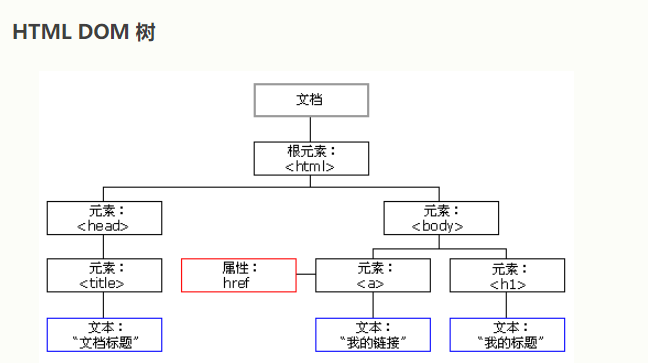 HTML DOM 树
文档
根元素：
<html>
元素：
<head>
元素：
<body>
元素：
<title>
属性：
href
元素：
<a>
元素：
<h1>
文本：
“文档标题”
文本：
“我的链接”
文本：
“我的标题”